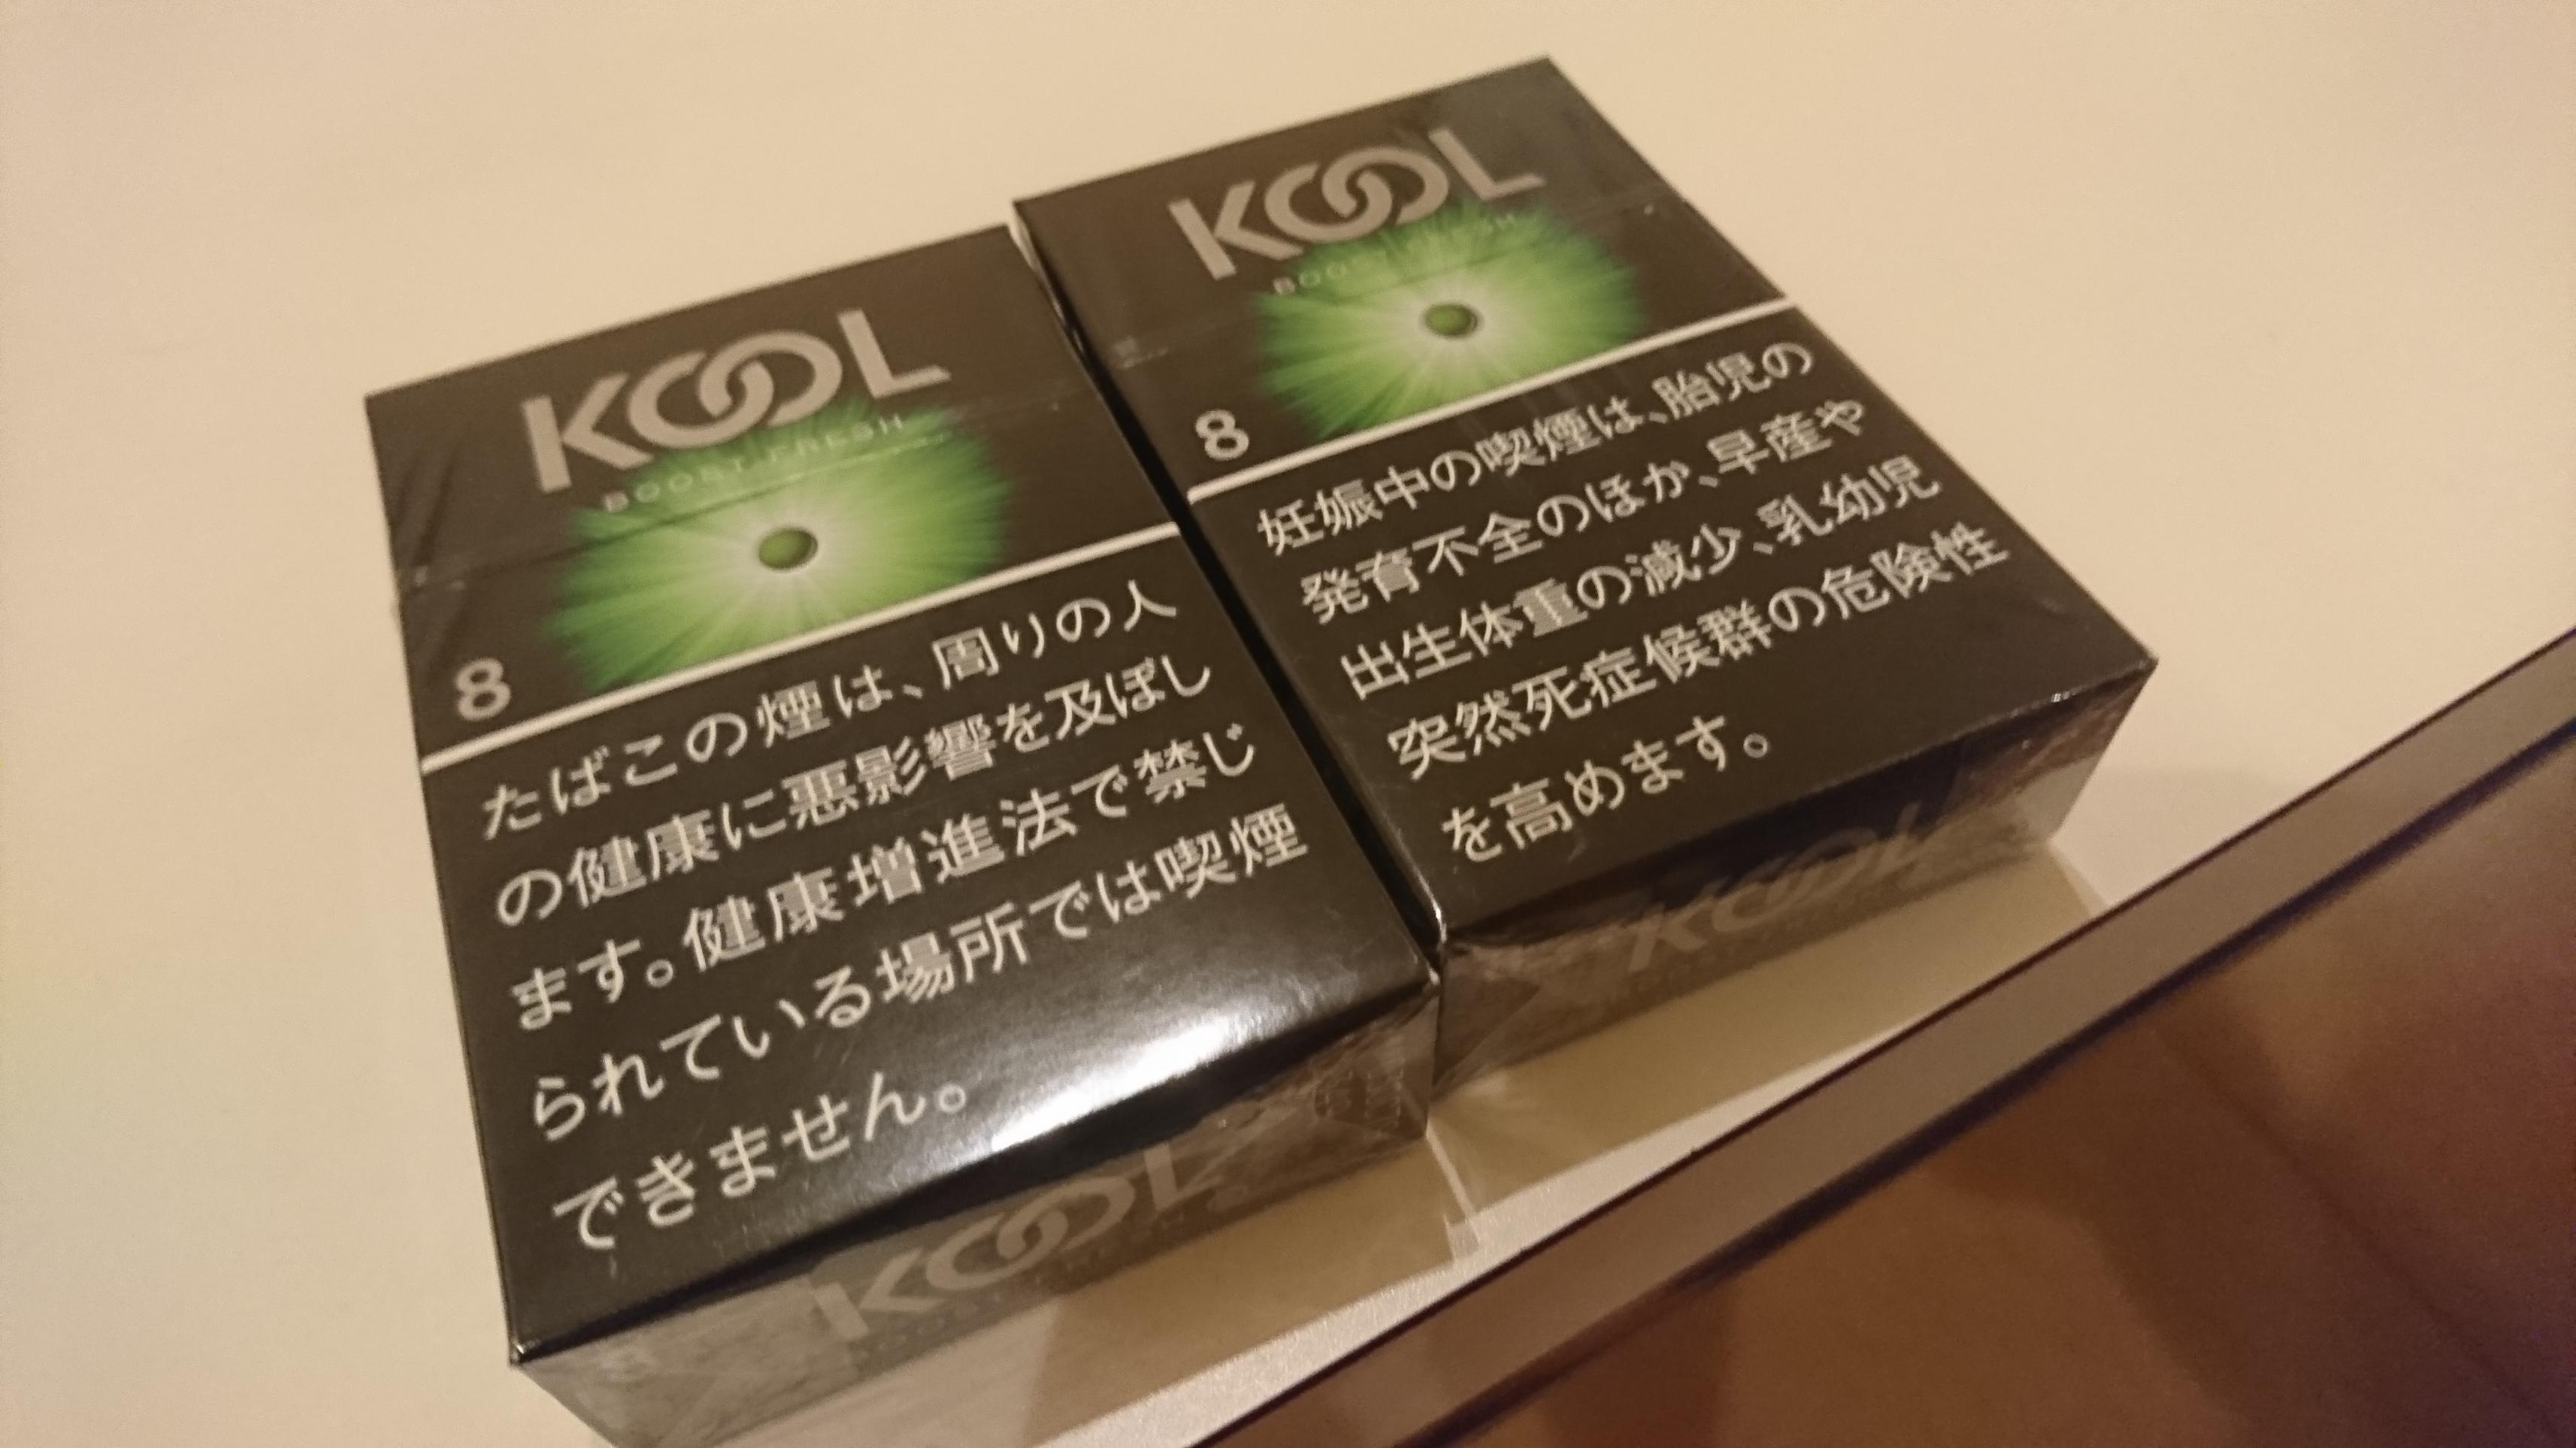 KOOL
BOOST FRESH
8
たばこの煙は、周りの人
の健康に悪影響を及ぼし
ます。健康増進法で禁じ
られている場所では喫煙
できません。
KOOL
KOOL
BOOST FRESH
8
妊娠中の喫煙は、胎児の
発育不全のほか、早産や
出生体重の減少、乳幼児
突然死症候群の危険性
を高めます。
KOOL